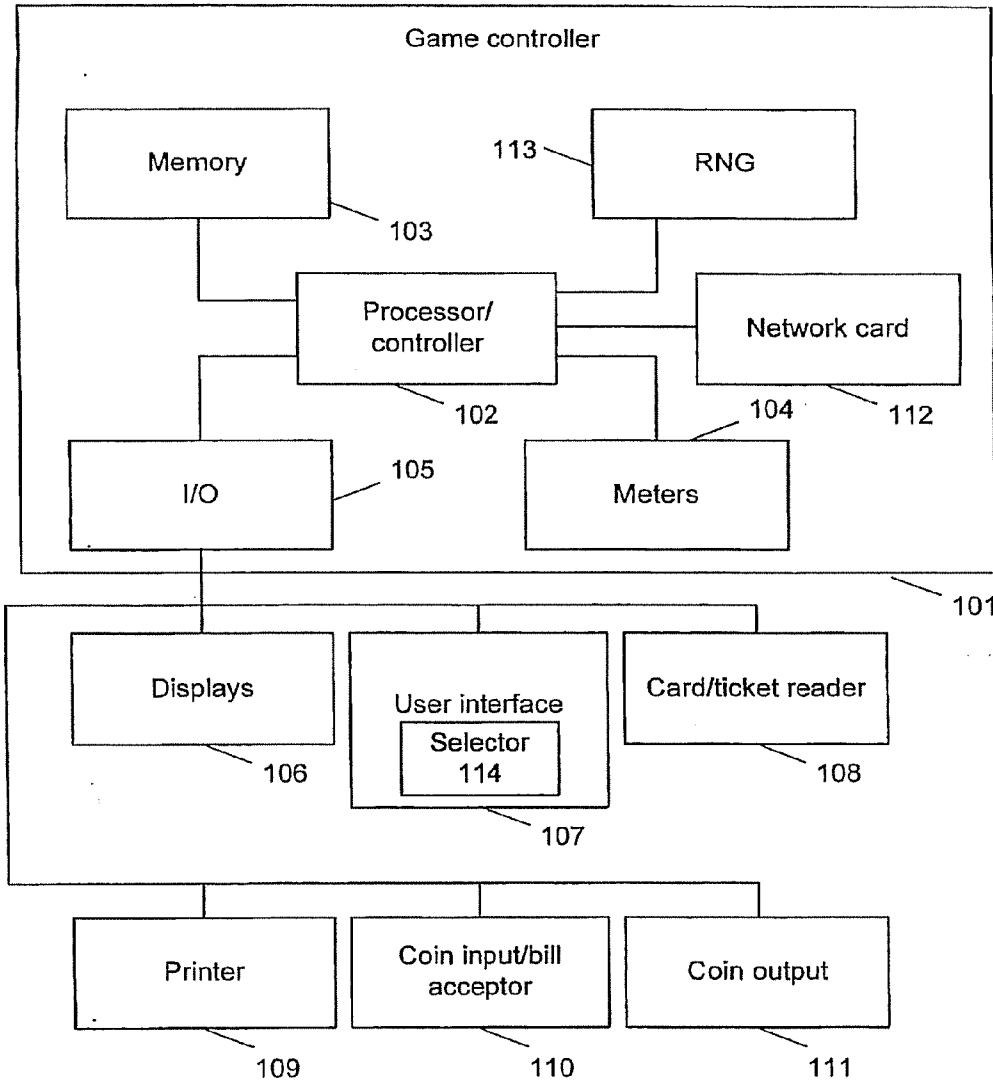 Game controller
Memory
103
113
RNG
Processor/
controller
102
Network card
112
I/O
105
104
Meters
101
Displays
106
User interface
Selector
114
107
Card/ticket reader
108
Printer
109
Coin input/bill
acceptor
110
Coin output
111